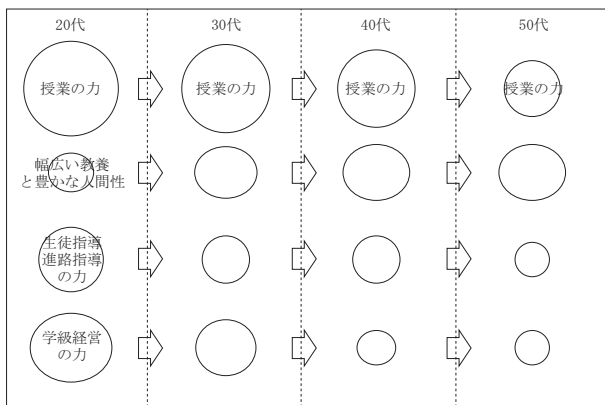 20代
30代
40代
50代
授業の力
授業の力
授業の力
授業の力
幅広い教養
と豊かな人間性
生徒指導
進路指導
の力
学級経営
の力